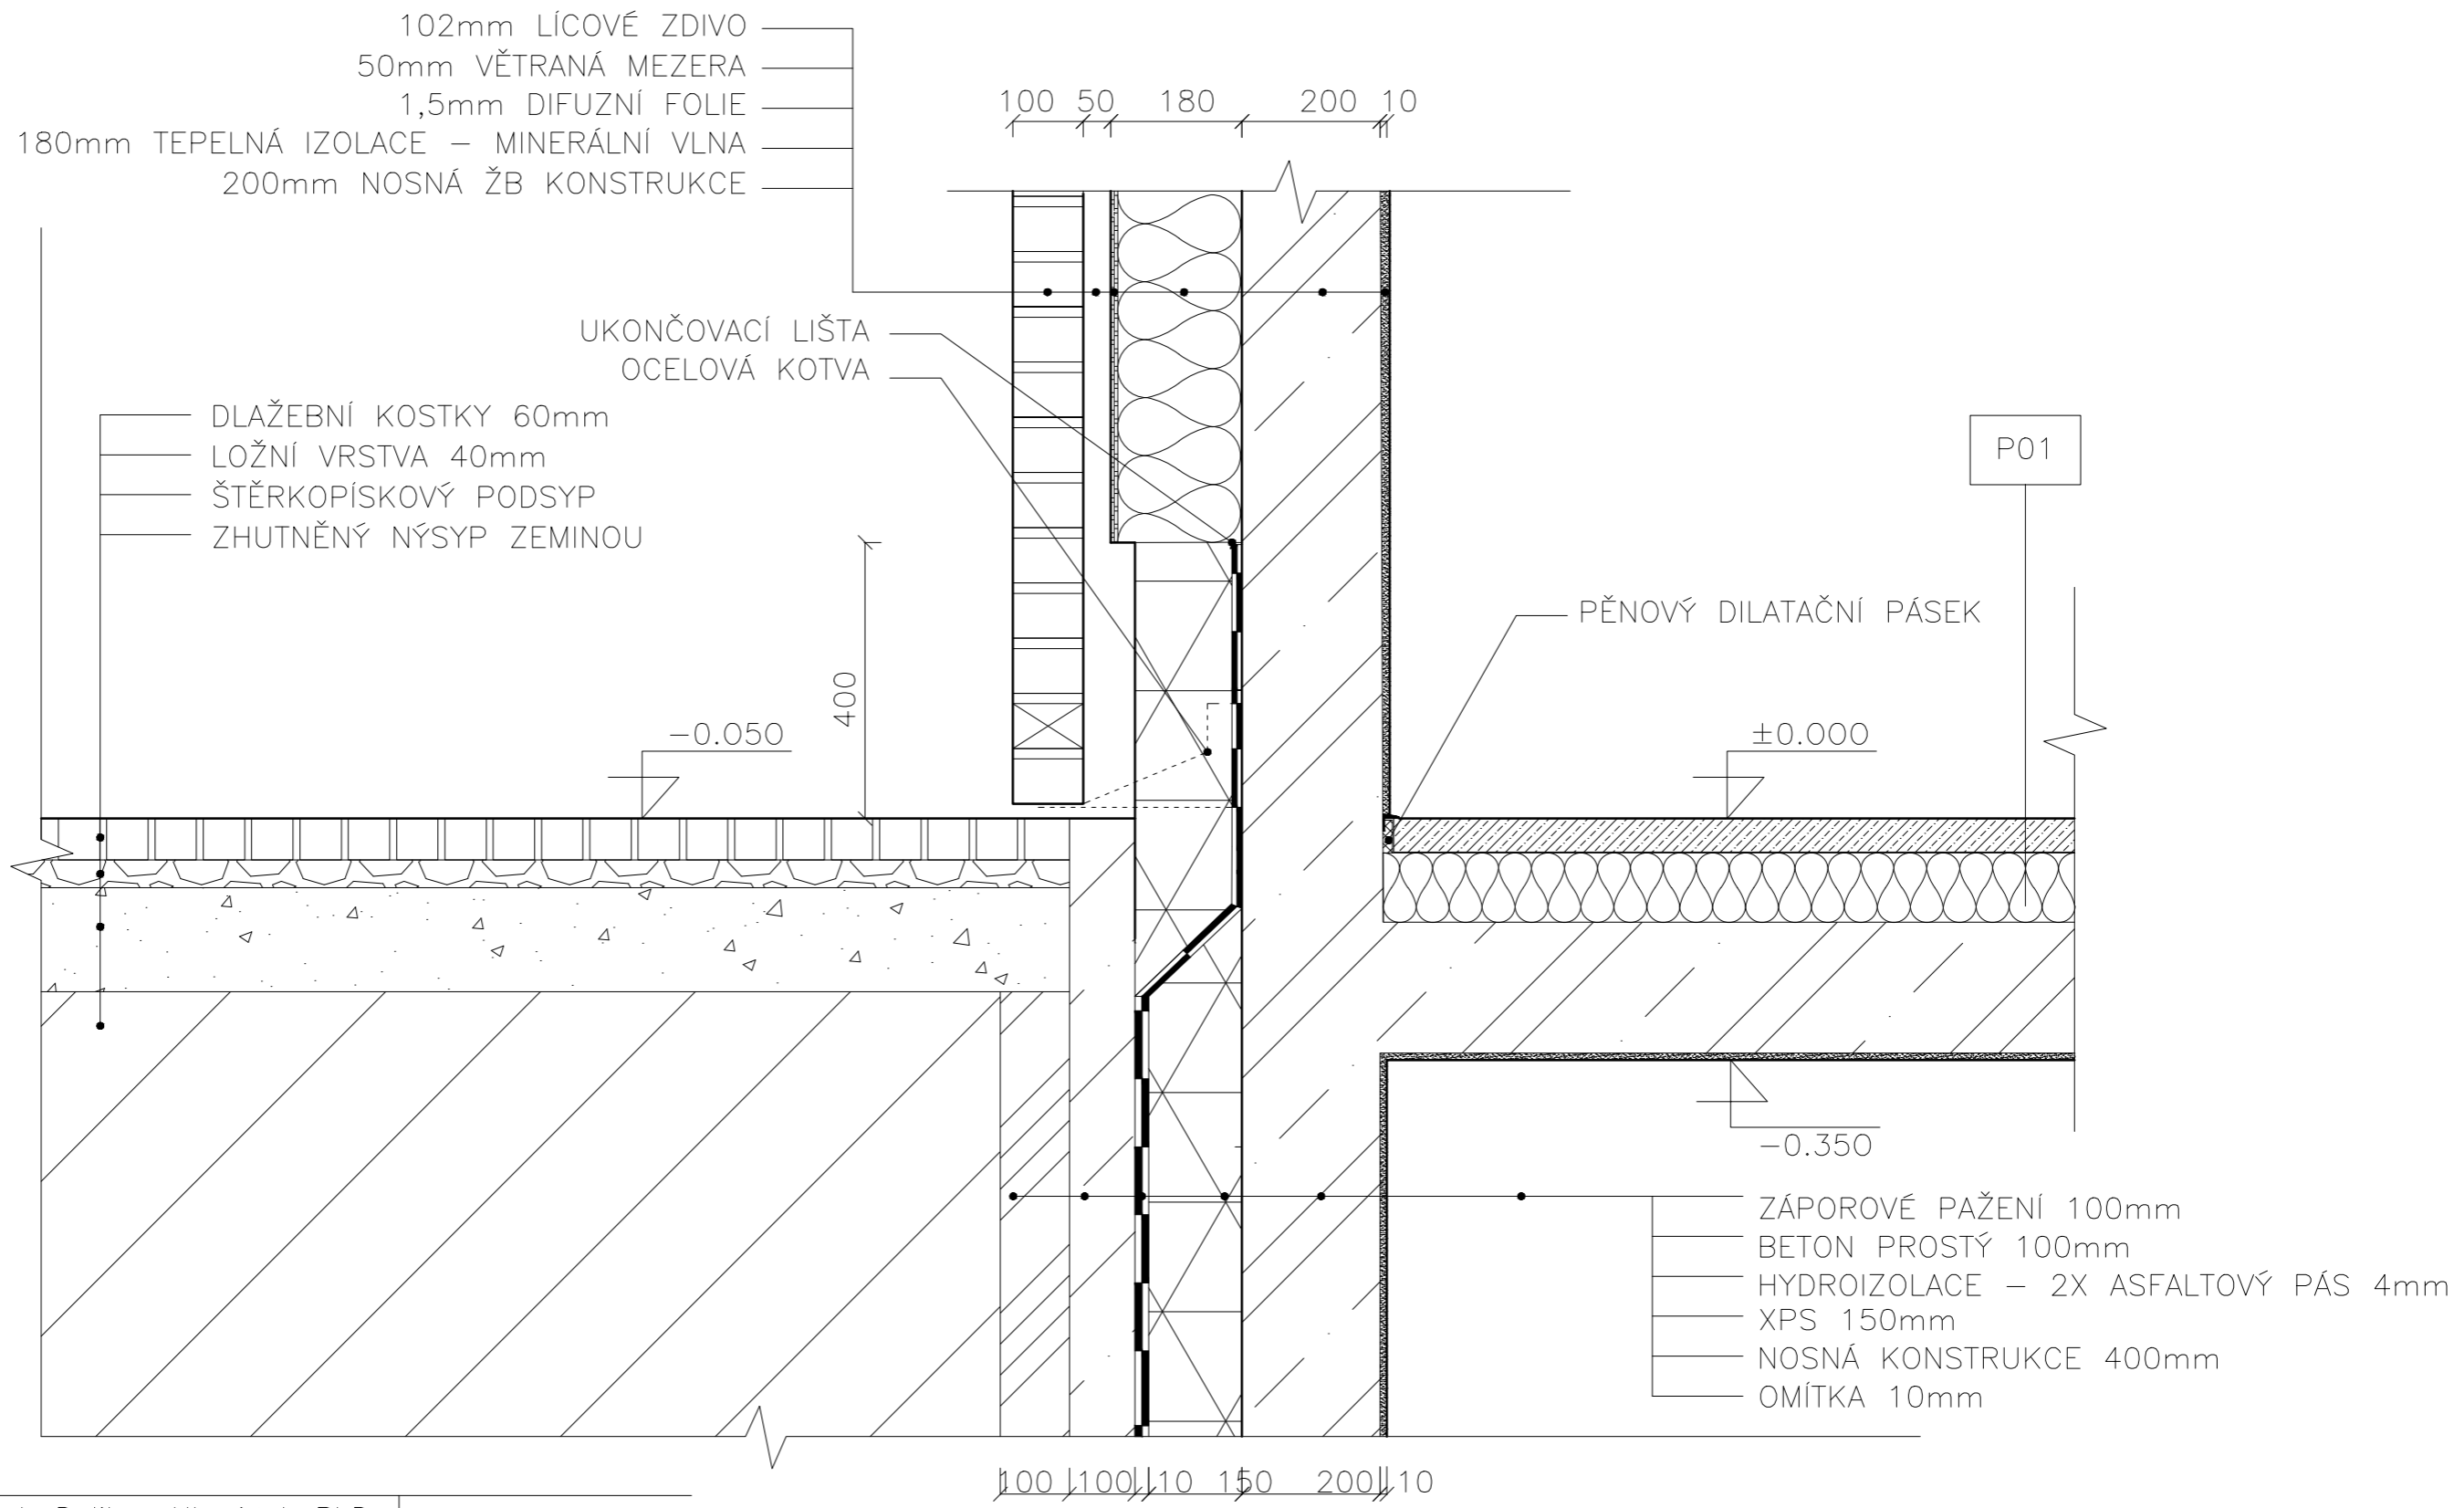 102mm LÍCOVÉ ZDIVO
50mm VĚTRANÁ MEZERA
1,5mm DIFUZNÍ FOLIE
180mm TEPELNÁ IZOLACE – MINERÁLNÍ VLNA
200mm NOSNÁ ŽB KONSTRUKCE
100 50 180 200 10
UKONČOVACÍ LIŠTA
OCELOVÁ KOTVA
DLAŽEBNÍ KOSTKY 60mm
LOŽNÍ VRSTVA 40mm
ŠTĚRKOPÍSKOVÝ PODSYP
ZHUTNĚNÝ NÝSYP ZEMINOU
P01
PĚNOVÝ DILATAČNÍ PÁSEK
400
−0.050
±0.000
−0.350
ZÁPOROVÉ PAŽENÍ 100mm
BETON PROSTÝ 100mm
HYDROIZOLACE – 2X ASFALTOVÝ PÁS 4mm
XPS 150mm
NOSNÁ KONSTRUKCE 400mm
OMÍTKA 10mm
100 100 10 150 200 10